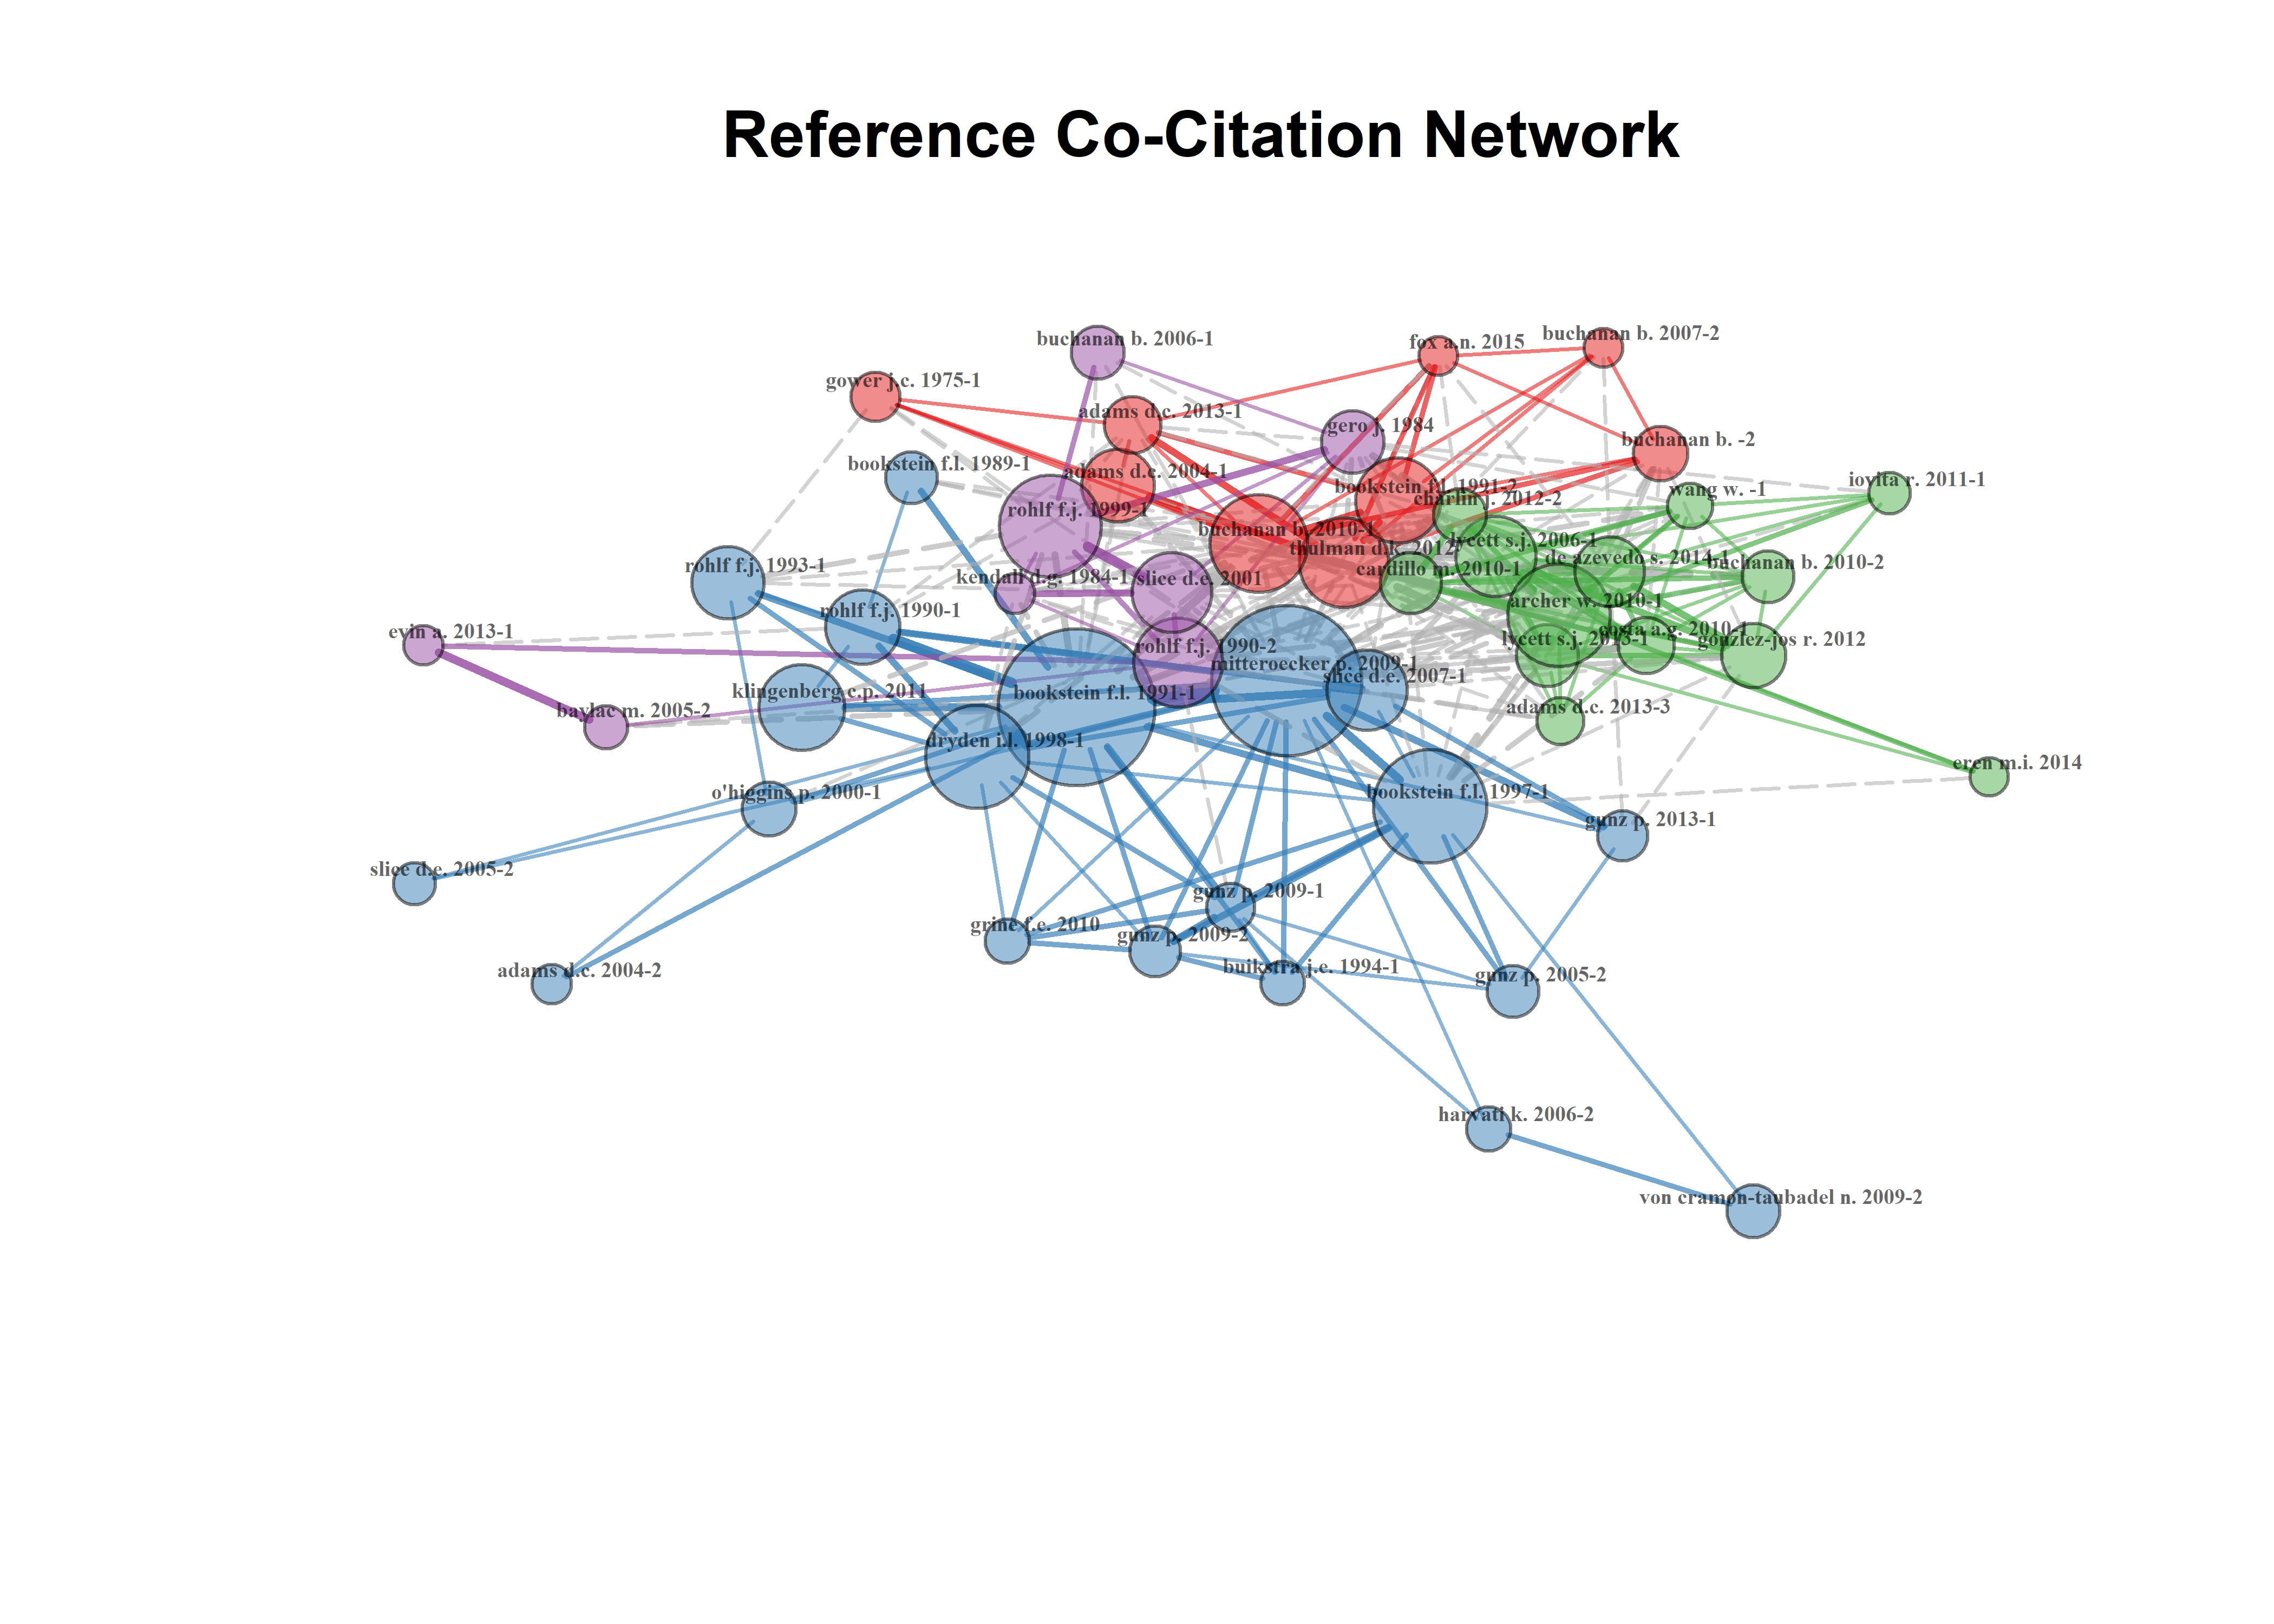 Reference Co-Citation Network
buchanan b. 2006-1
fox a.n. 2015
buchanan b. 2007-2
gower j.c. 1975-1
adams d.c. 2013-1
gero j. 1984
buchanan b. -2
bookstein f.l. 1989-1
adams d.c. 2004-1
bookstein f.l. 1991-2
charlin j. 2012-2
wang w. -1
iovita r. 2011-1
rohlf f.j. 1999-1
buchanan b. 2010-1
thulman d.k. 2012
lycett s.j. 2006-1
de azevedo s. 2014-1
buchanan b. 2010-2
rohlf f.j. 1993-1
kendall d.g. 1984-1
slice d.e. 2001
cardillo m. 2010-1
archer w. 2010-1
rohlf f.j. 1990-1
evin a. 2013-1
rohlf f.j. 1990-2
mitteroecker p. 2009-1
slice d.e. 2007-1
lycett s.j. 2013-1
costa a.g. 2010-1
gonzlez-jos r. 2012
klingenberg c.p. 2011
bookstein f.l. 1991-1
baylac m. 2005-2
adams d.c. 2013-3
dryden i.l. 1998-1
eren m.i. 2014
o'higgins p. 2000-1
bookstein f.l. 1997-1
gunz p. 2013-1
slice d.e. 2005-2
gunz p. 2009-1
grine f.e. 2010
gunz p. 2009-2
adams d.c. 2004-2
buikstra j.e. 1994-1
gunz p. 2005-2
harvati k. 2006-2
von cramon-taubadel n. 2009-2